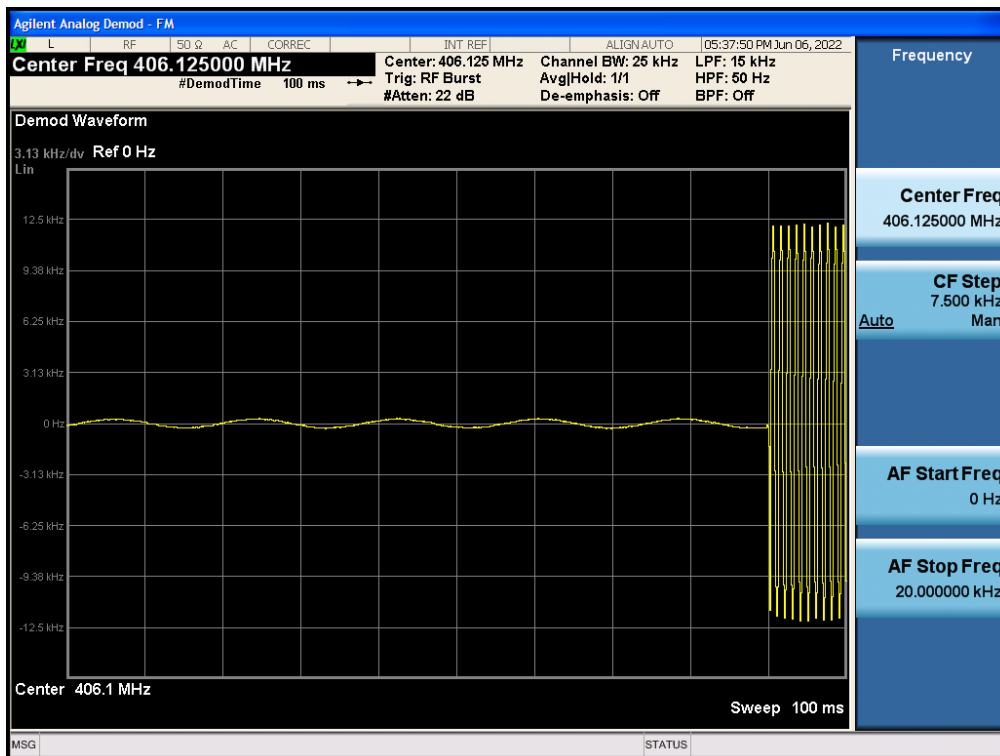 Agilent Analog Demod - FM
LXI L RF 50 Ω AC CORREC INT REF ALIGN AUTO 05:37:50 PM Jun 06, 2022
Center Freq 406.125000 MHz
#DemodTime 100 ms
Center: 406.125 MHz
Trig: RF Burst
#Atten: 22 dB
Channel BW: 25 kHz
Avg|Hold: 1/1
De-emphasis: Off
LPF: 15 kHz
HPF: 50 Hz
BPF: Off
Demod Waveform
3.13 kHz/dv Ref 0 Hz
Lin
12.5 kHz
9.38 kHz
6.25 kHz
3.13 kHz
0 Hz
-3.13 kHz
-6.25 kHz
-9.38 kHz
-12.5 kHz
Center 406.1 MHz
Sweep 100 ms
Frequency
Center Freq
406.125000 MHz
CF Step
7.500 kHz
Auto Man
AF Start Freq
0 Hz
AF Stop Freq
20.000000 kHz
MSG STATUS